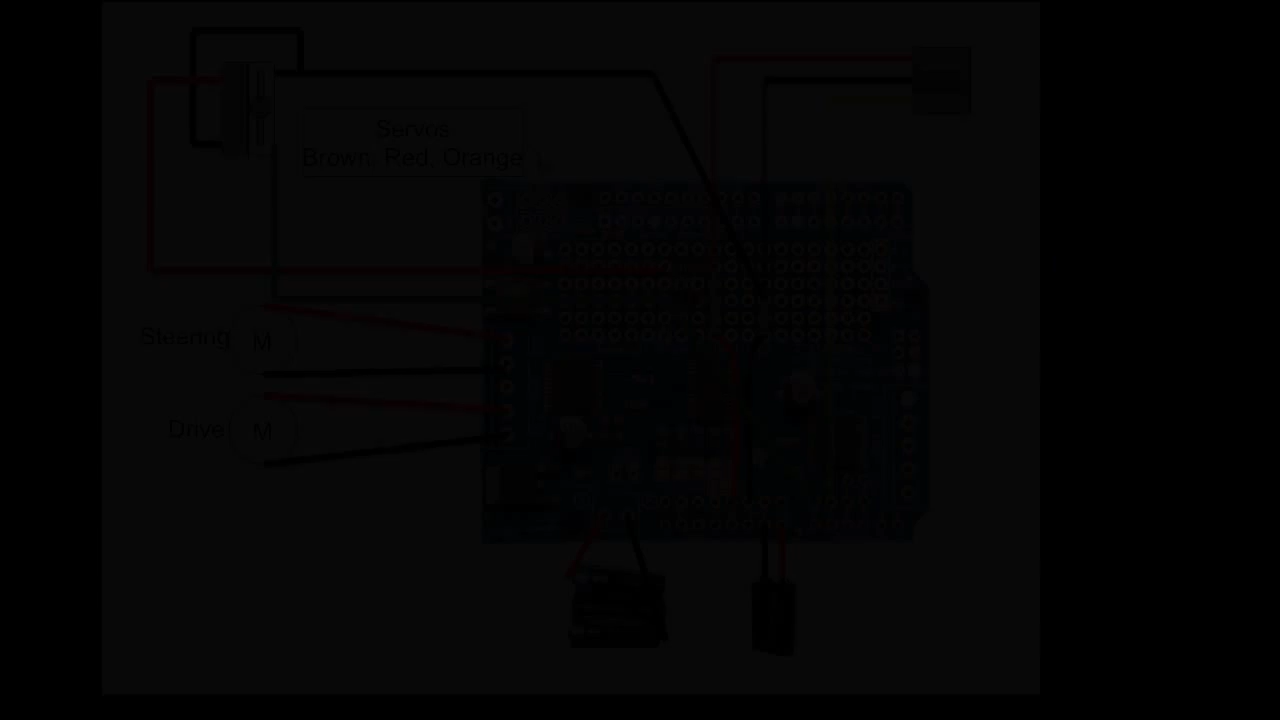 Servos
Brown, Red, Orange
Steering
M
Drive
M